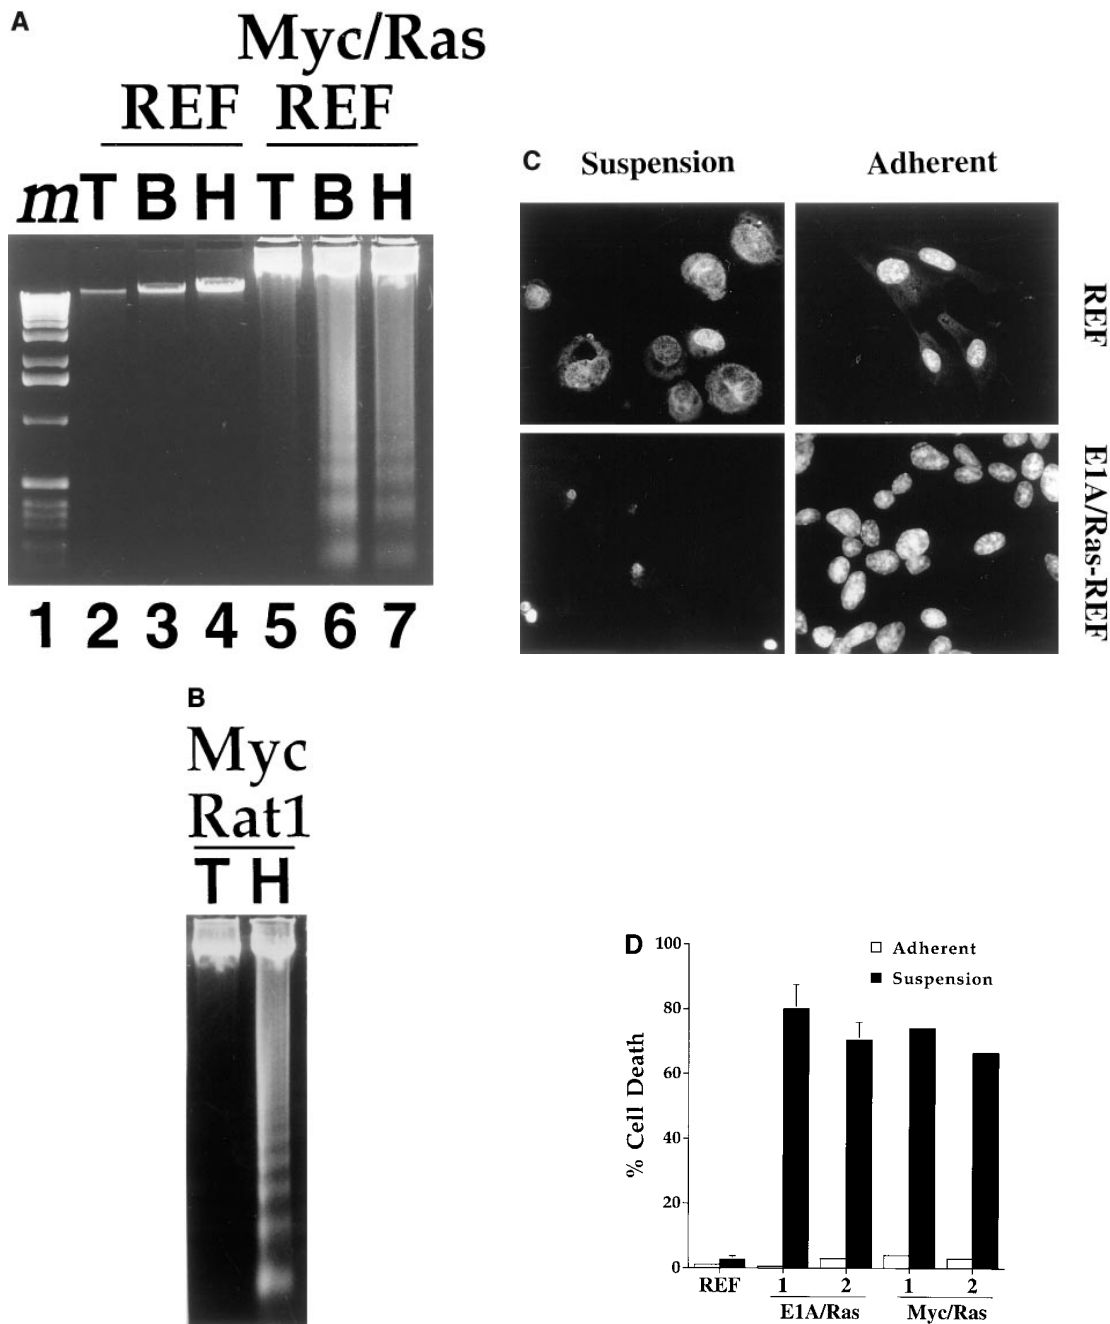 A
Myc/Ras
REF REF
m T B H T B H
1 2 3 4 5 6 7
B
Myc
Rat1
T H
C Suspension Adherent
REF
E1A/Ras-REF
D
Adherent
Suspension
% Cell Death
100
80
60
40
20
0
REF 1 2 1 2
E1A/Ras Myc/Ras